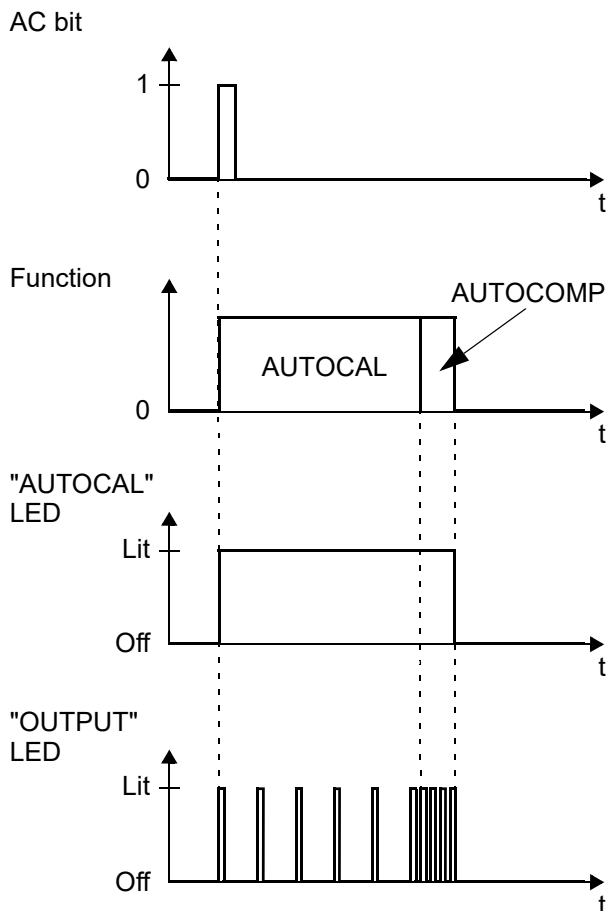 AC bit
1
0
t
Function
AUTOCOMP
AUTOCAL
0
t
"AUTOCAL"
LED
Lit
Off
t
"OUTPUT"
LED
Lit
Off
t